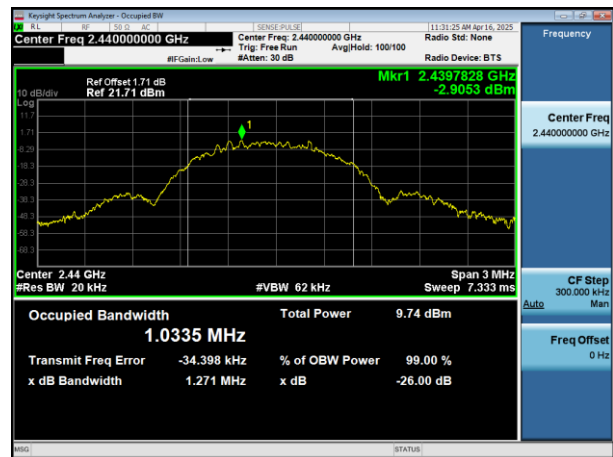 Keysight Spectrum Analyzer - Occupied BW
RL RF 50 Ω AC SENSE:PULSE 11:31:25 AM Apr 16, 2025
Center Freq 2.440000000 GHz Center Freq: 2.440000000 GHz Radio Std: None Frequency
Trig: Free Run Avg|Hold: 100/100
#IFGain:Low #Atten: 30 dB Radio Device: BTS
Ref Offset 1.71 dB Mkr1 2.4397828 GHz
10 dB/div Ref 21.71 dBm -2.9053 dBm
Log
11.7
1.71
-8.29
-18.3
-28.3
-38.3
-48.3
-58.3
-68.3
1
Center Freq
2.440000000 GHz
Center 2.44 GHz Span 3 MHz
#Res BW 20 kHz #VBW 62 kHz Sweep 7.333 ms
CF Step
300.000 kHz
Auto Man
Occupied Bandwidth Total Power 9.74 dBm
1.0335 MHz
Transmit Freq Error -34.398 kHz % of OBW Power 99.00 %
x dB Bandwidth 1.271 MHz x dB -26.00 dB
Freq Offset
0 Hz
MSG STATUS